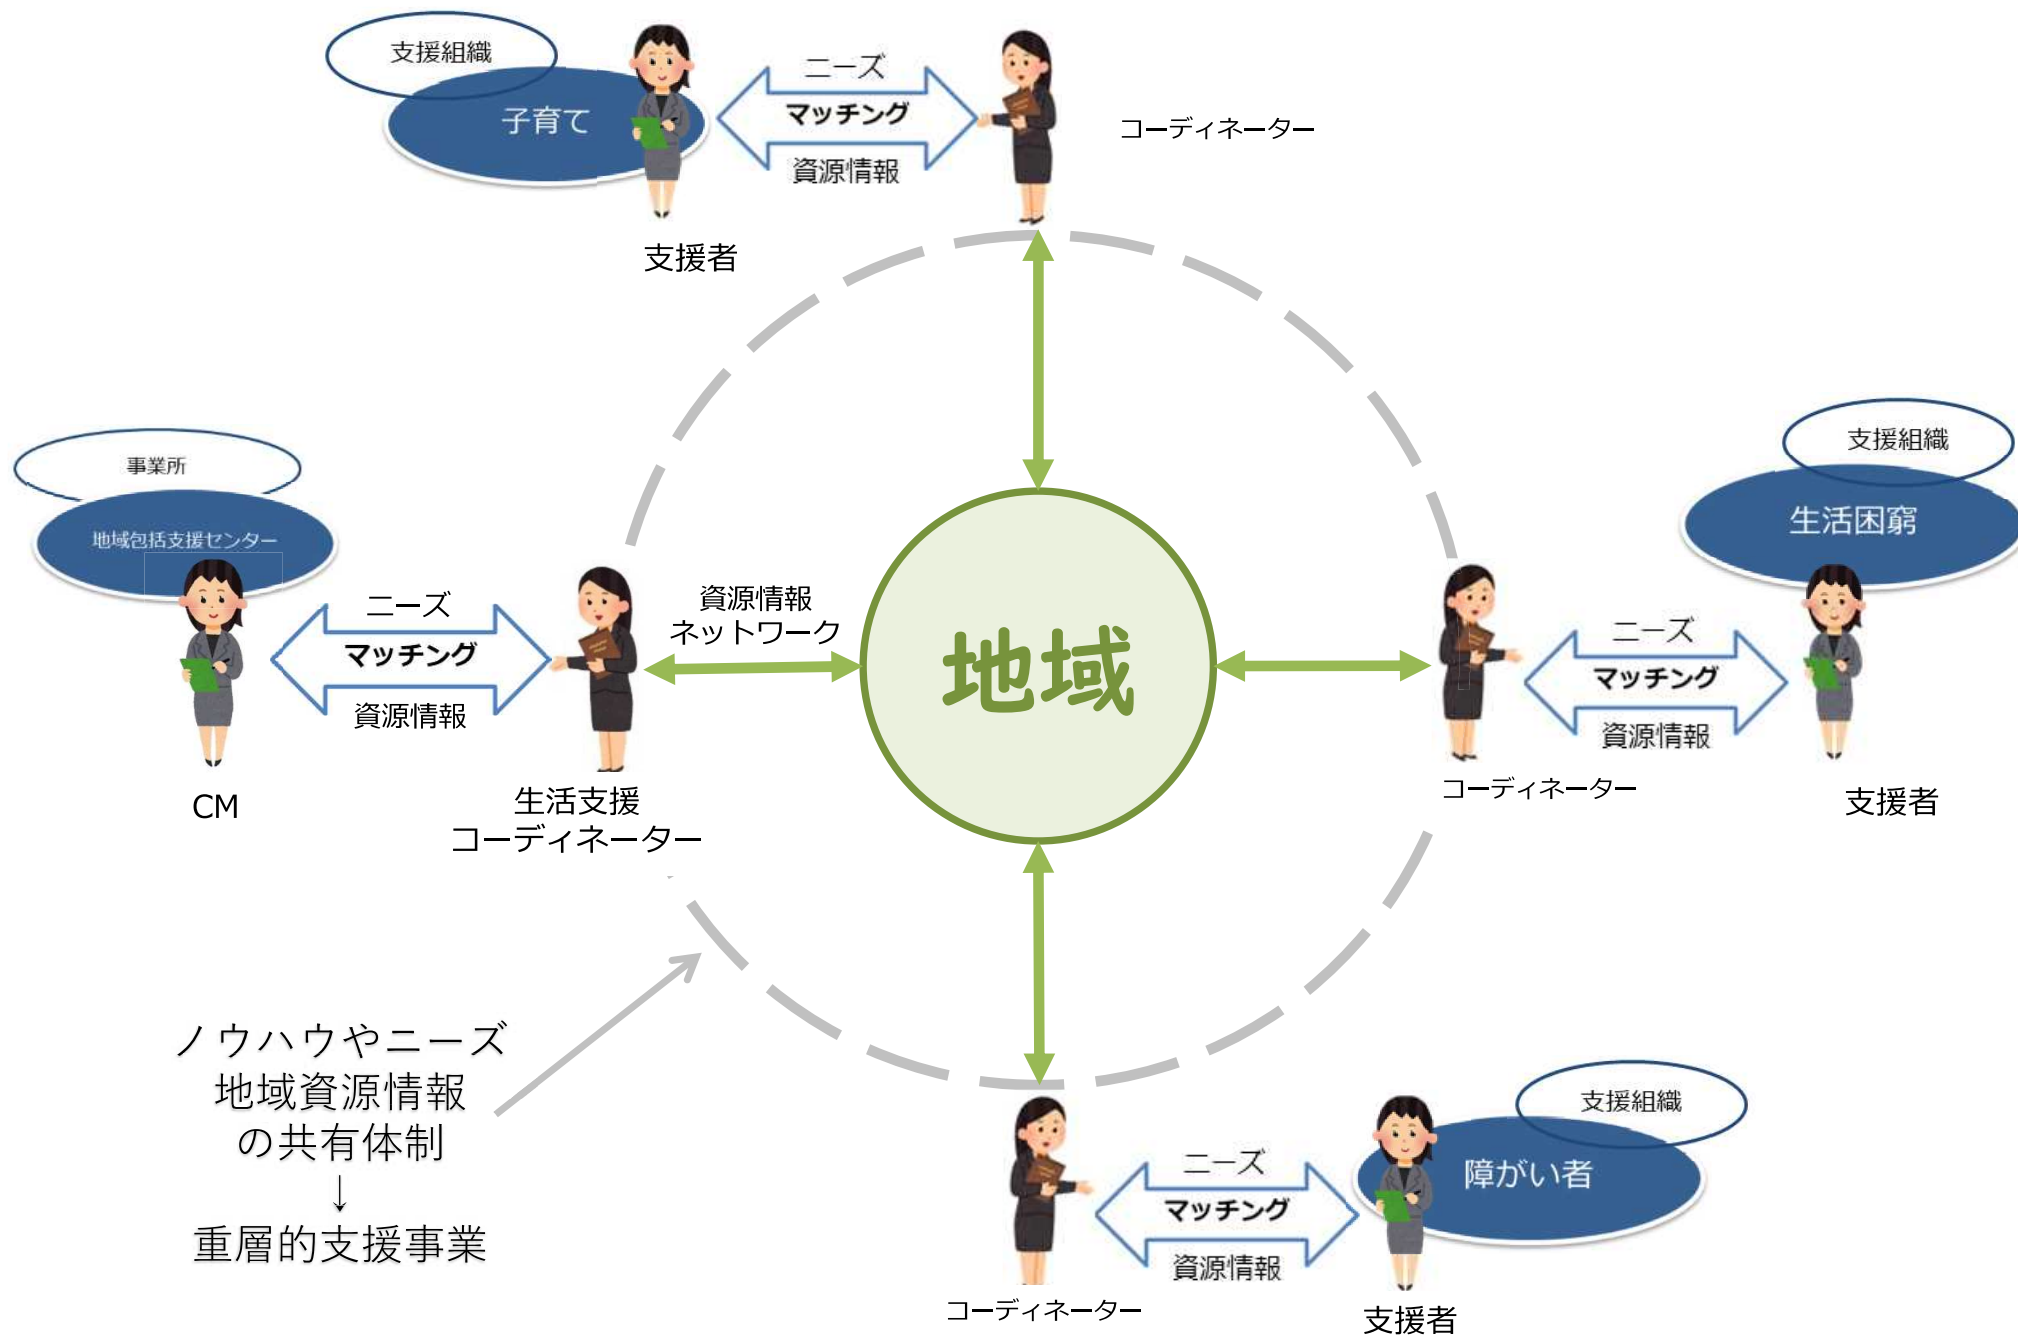 支援組織
子育て
ニーズ
マッチング
資源情報
コーディネーター
支援者
事業所
地域包括支援センター
ニーズ
マッチング
資源情報
CM
生活支援
コーディネーター
資源情報
ネットワーク
地域
支援組織
生活困窮
ニーズ
マッチング
資源情報
コーディネーター
支援者
ノウハウやニーズ
地域資源情報
の共有体制
↓
重層的支援事業
支援組織
障がい者
ニーズ
マッチング
資源情報
コーディネーター
支援者